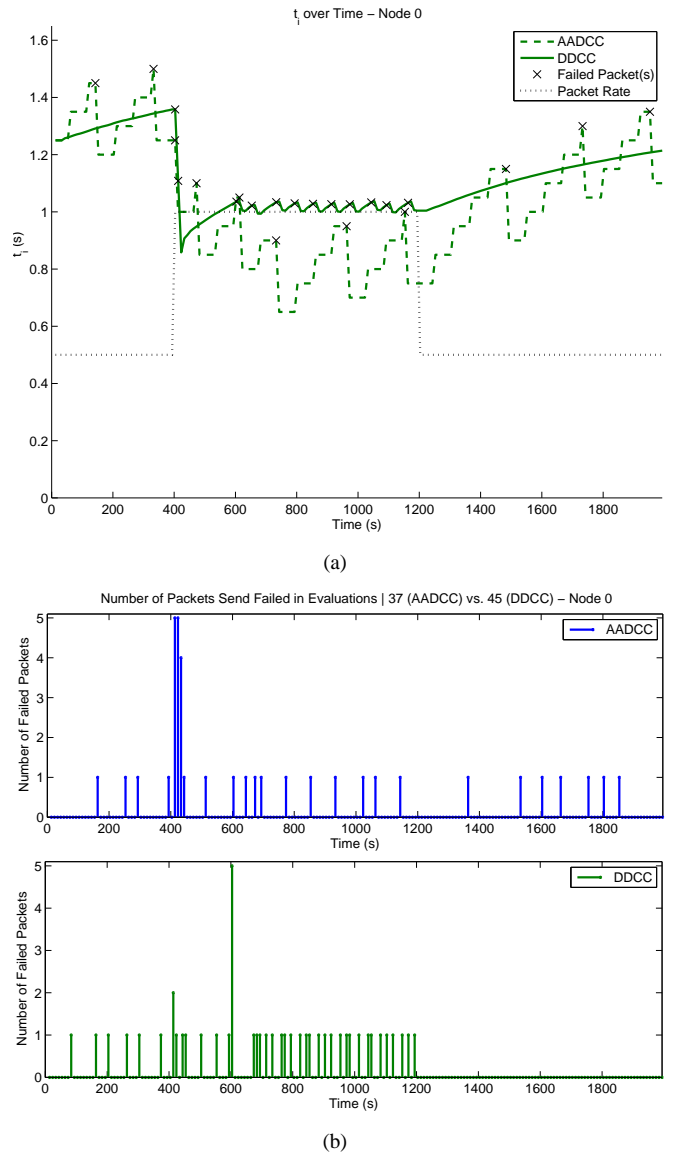 t_i over Time – Node 0
AADCC
DDCC
Failed Packet(s)
Packet Rate
1.6
1.4
1.2
1
0.8
0.6
0.4
0.2
0
t_i (s)
0 200 400 600 800 1000 1200 1400 1600 1800
Time (s)
(a)
Number of Packets Send Failed in Evaluations | 37 (AADCC) vs. 45 (DDCC) – Node 0
AADCC
5
4
3
2
1
0
Number of Failed Packets
0 200 400 600 800 1000 1200 1400 1600 1800
Time (s)
DDCC
5
4
3
2
1
0
Number of Failed Packets
0 200 400 600 800 1000 1200 1400 1600 1800
Time (s)
(b)